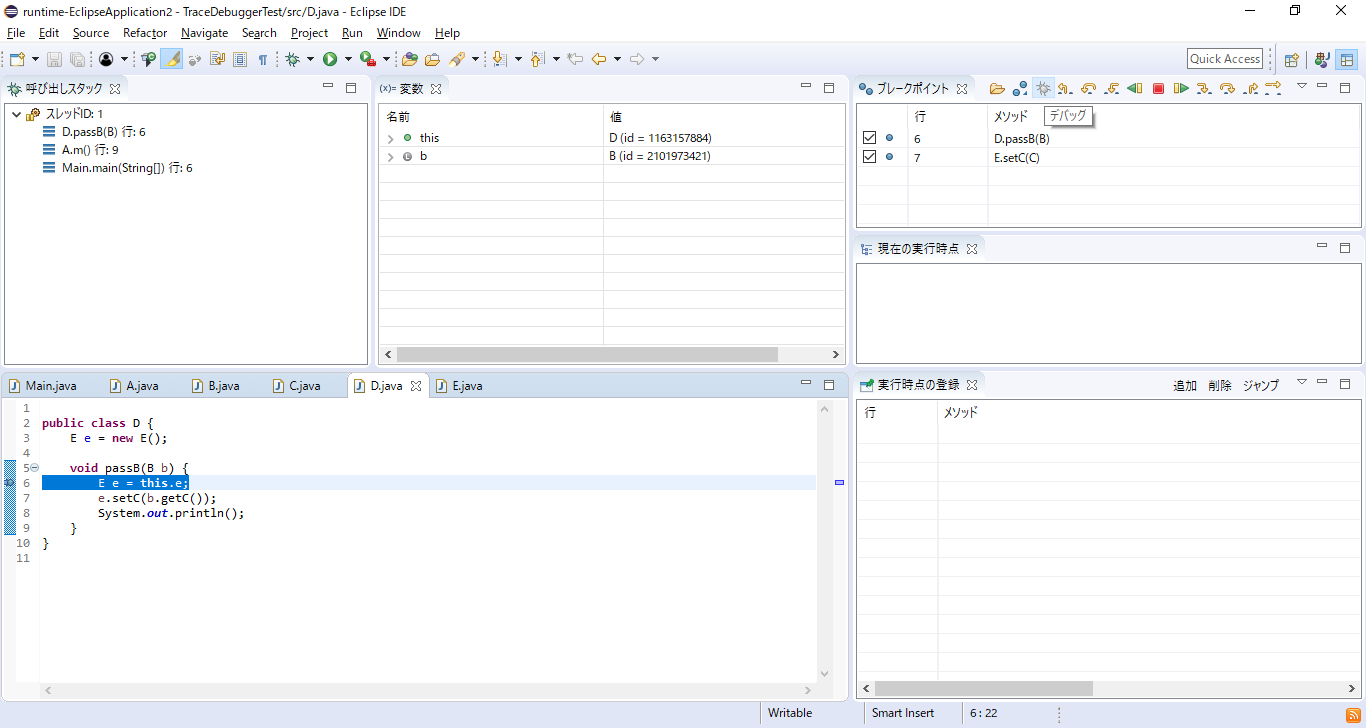 runtime-EclipseApplication2 - TraceDebuggerTest/src/D.java - Eclipse IDE
File Edit Source Refactor Navigate Search Project Run Window Help
Quick Access
呼び出しスタック
スレッドID: 1
D.passB(B) 行: 6
A.m() 行: 9
Main.main(String[]) 行: 6
(x)= 変数
名前 値
this D (id = 1163157884)
b B (id = 2101973421)
ブレークポイント
行 メソッド
デバッグ
6 D.passB(B)
7 E.setC(C)
現在の実行時点
Main.java A.java B.java C.java D.java E.java
1
2 public class D {
3 E e = new E();
4
5 void passB(B b) {
6 E e = this.e;
7 e.setC(b.getC());
8 System.out.println();
9 }
10 }
11
実行時点の登録 追加 削除 ジャンプ
行 メソッド
Writable Smart Insert 6 : 22